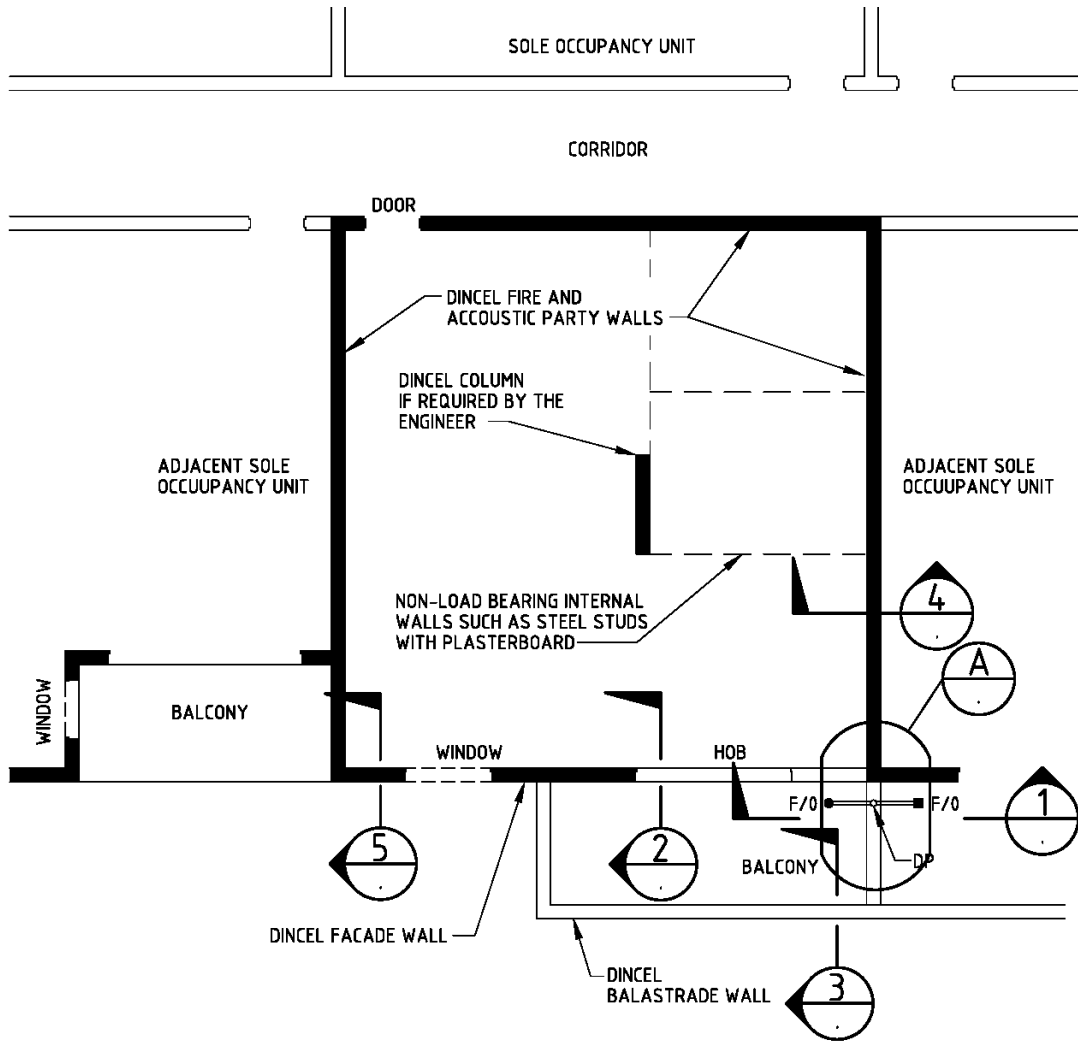 SOLE OCCUPANCY UNIT
CORRIDOR
DOOR
DINCEL FIRE AND
ACCOUSTIC PARTY WALLS
DINCEL COLUMN
IF REQUIRED BY THE
ENGINEER
ADJACENT SOLE
OCCUUPANCY UNIT
ADJACENT SOLE
OCCUUPANCY UNIT
NON-LOAD BEARING INTERNAL
WALLS SUCH AS STEEL STUDS
WITH PLASTERBOARD
4
A
WINDOW
BALCONY
WINDOW
HOB
F/O
F/O
1
5
2
BALCONY
DP
DINCEL FACADE WALL
DINCEL
BALASTRADE WALL
3